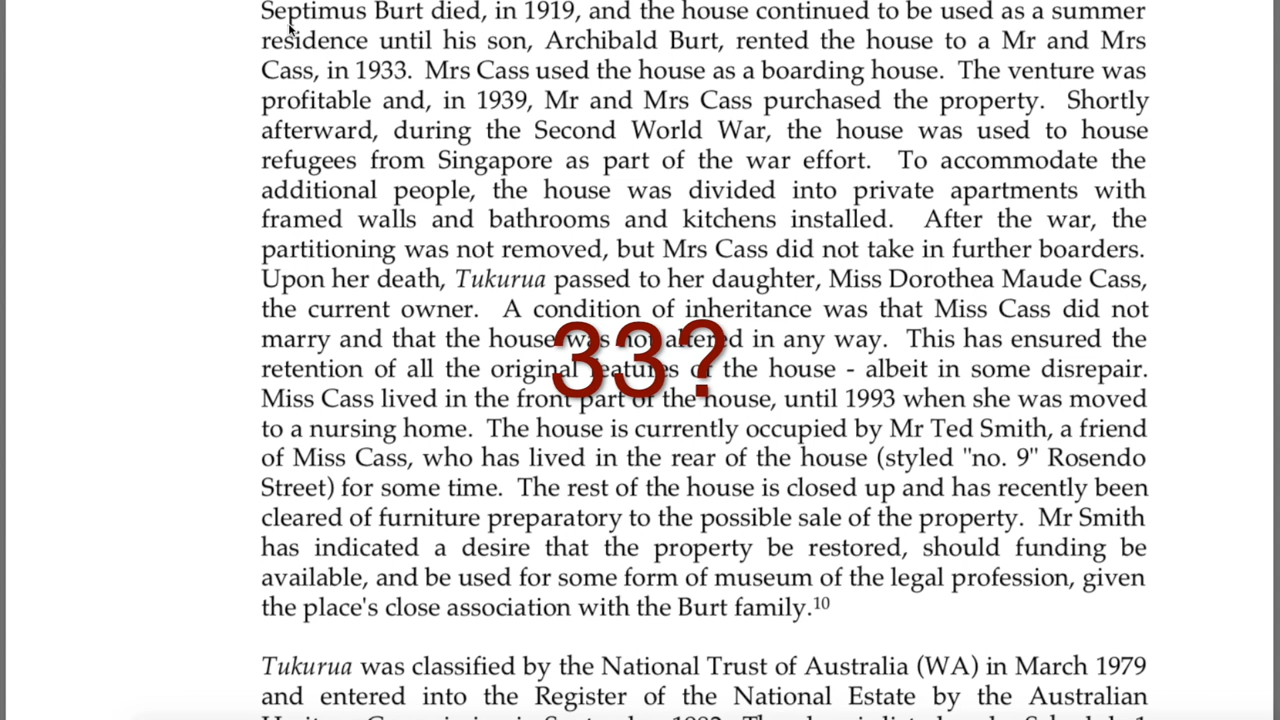 Septimus Burt died, in 1919, and the house continued to be used as a summer
residence until his son, Archibald Burt, rented the house to a Mr and Mrs
Cass, in 1933. Mrs Cass used the house as a boarding house. The venture was
profitable and, in 1939, Mr and Mrs Cass purchased the property. Shortly
afterward, during the Second World War, the house was used to house
refugees from Singapore as part of the war effort. To accommodate the
additional people, the house was divided into private apartments with
framed walls and bathrooms and kitchens installed. After the war, the
partitioning was not removed, but Mrs Cass did not take in further boarders.
Upon her death, Tukurua passed to her daughter, Miss Dorothea Maude Cass,
the current owner. A condition of inheritance was that Miss Cass did not
marry and that the house was not altered in any way. This has ensured the
33?
retention of all the original features of the house - albeit in some disrepair.
Miss Cass lived in the front part of the house, until 1993 when she was moved
to a nursing home. The house is currently occupied by Mr Ted Smith, a friend
of Miss Cass, who has lived in the rear of the house (styled "no. 9" Rosendo
Street) for some time. The rest of the house is closed up and has recently been
cleared of furniture preparatory to the possible sale of the property. Mr Smith
has indicated a desire that the property be restored, should funding be
available, and be used for some form of museum of the legal profession, given
the place's close association with the Burt family.10
Tukurua was classified by the National Trust of Australia (WA) in March 1979
and entered into the Register of the National Estate by the Australian